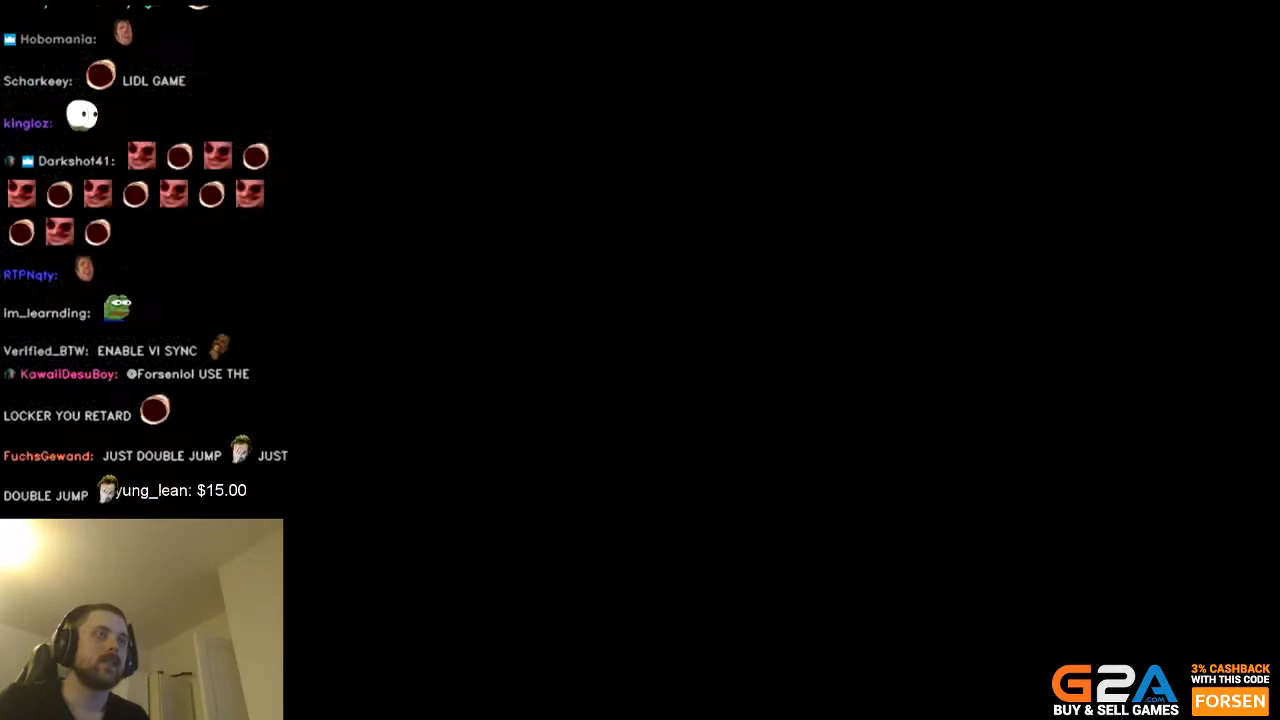 Hobomania:
Scharkeey: LIDL GAME
kingloz:
Darkshot41:
RTPNqty:
im_learnding:
Verified_BTW: ENABLE VI SYNC
KawaiiDesuBoy: @Forsenlol USE THE
LOCKER YOU RETARD
FuchsGewand: JUST DOUBLE JUMP JUST
DOUBLE JUMP
yung_lean: $15.00
G2A
.COM
BUY & SELL GAMES
3% CASHBACK
WITH THIS CODE
FORSEN